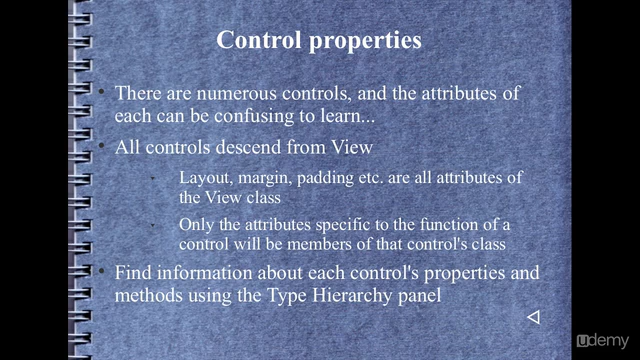 Control properties
There are numerous controls, and the attributes of
each can be confusing to learn...
All controls descend from View
Layout, margin, padding etc. are all attributes of
the View class
Only the attributes specific to the function of a
control will be members of that control's class
Find information about each control's properties and
methods using the Type Hierarchy panel
udemy